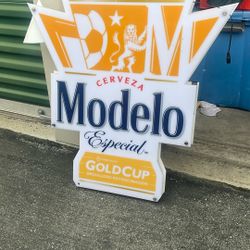 M
CERVEZA
Modelo
Especial
GOLD CUP